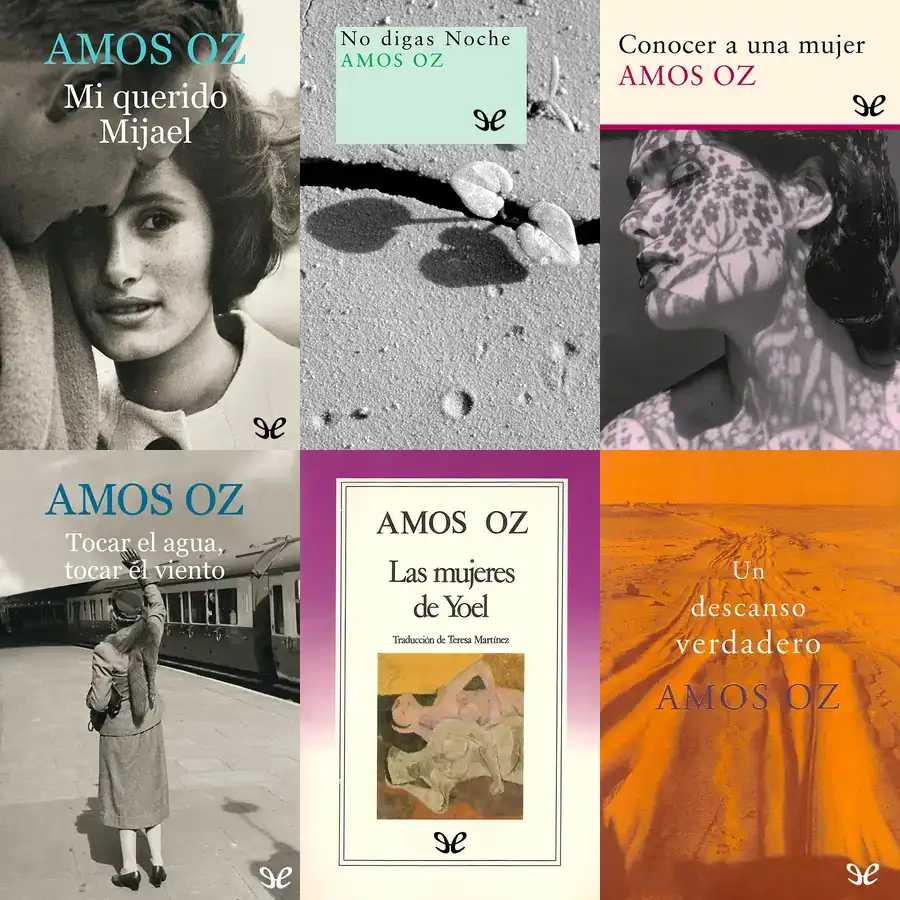 AMOS OZ
Mi querido
Mijael
No digas Noche
AMOS OZ
Conocer a una mujer
AMOS OZ
AMOS OZ
Tocar el agua,
tocar el viento
AMOS OZ
Las mujeres
de Yoel
Traducción de Teresa Martínez
Un
descanso
verdadero
AMOS OZ